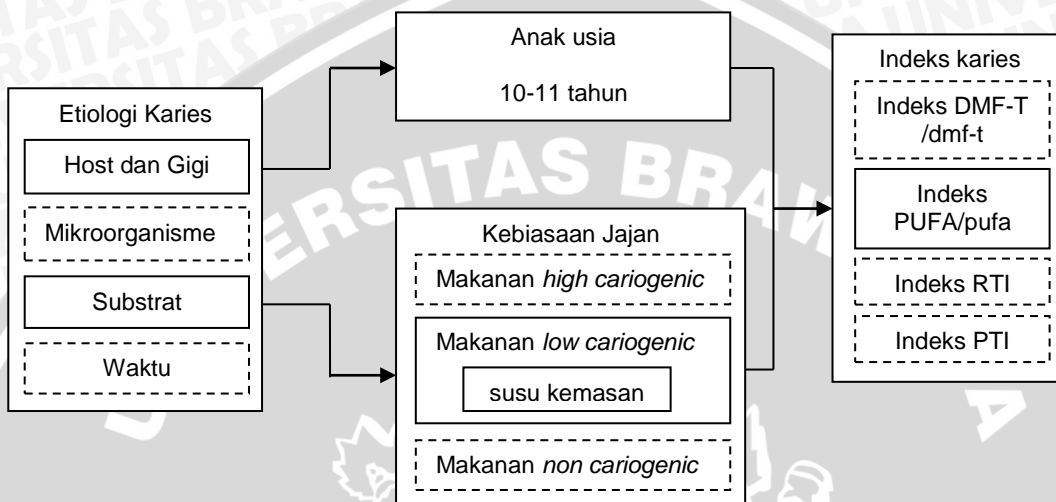 Etiologi Karies
Host dan Gigi
Mikroorganisme
Substrat
Waktu
Anak usia
10-11 tahun
Kebiasaan Jajan
Makanan high cariogenic
Makanan low cariogenic
susu kemasan
Makanan non cariogenic
Indeks karies
Indeks DMF-T
/dmf-t
Indeks
PUFA/pufa
Indeks RTI
Indeks PTI